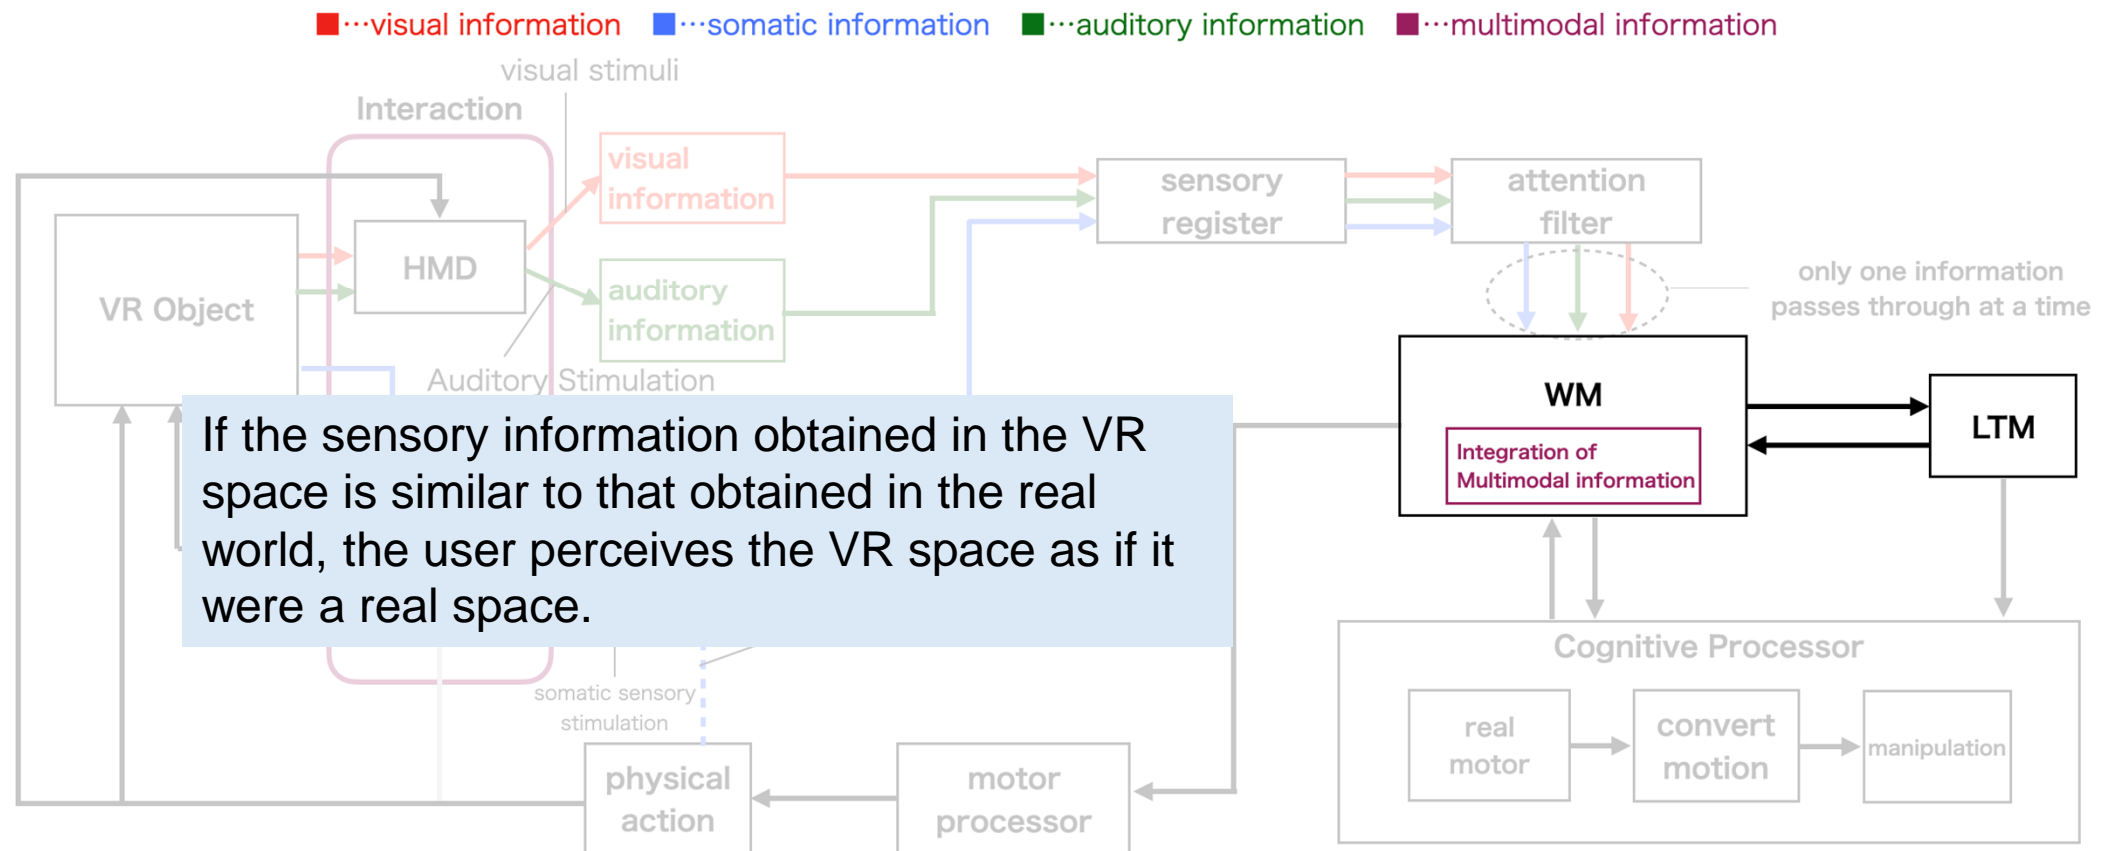 ■…visual information ■…somatic information ■…auditory information ■…multimodal information
visual stimuli
Interaction
visual
information
sensory
register
attention
filter
VR Object
HMD
auditory
information
only one information
passes through at a time
Auditory Stimulation
WM
Integration of
Multimodal information
LTM
If the sensory information obtained in the VR
space is similar to that obtained in the real
world, the user perceives the VR space as if it
were a real space.
somatic sensory
stimulation
Cognitive Processor
real
motor
convert
motion
manipulation
physical
action
motor
processor